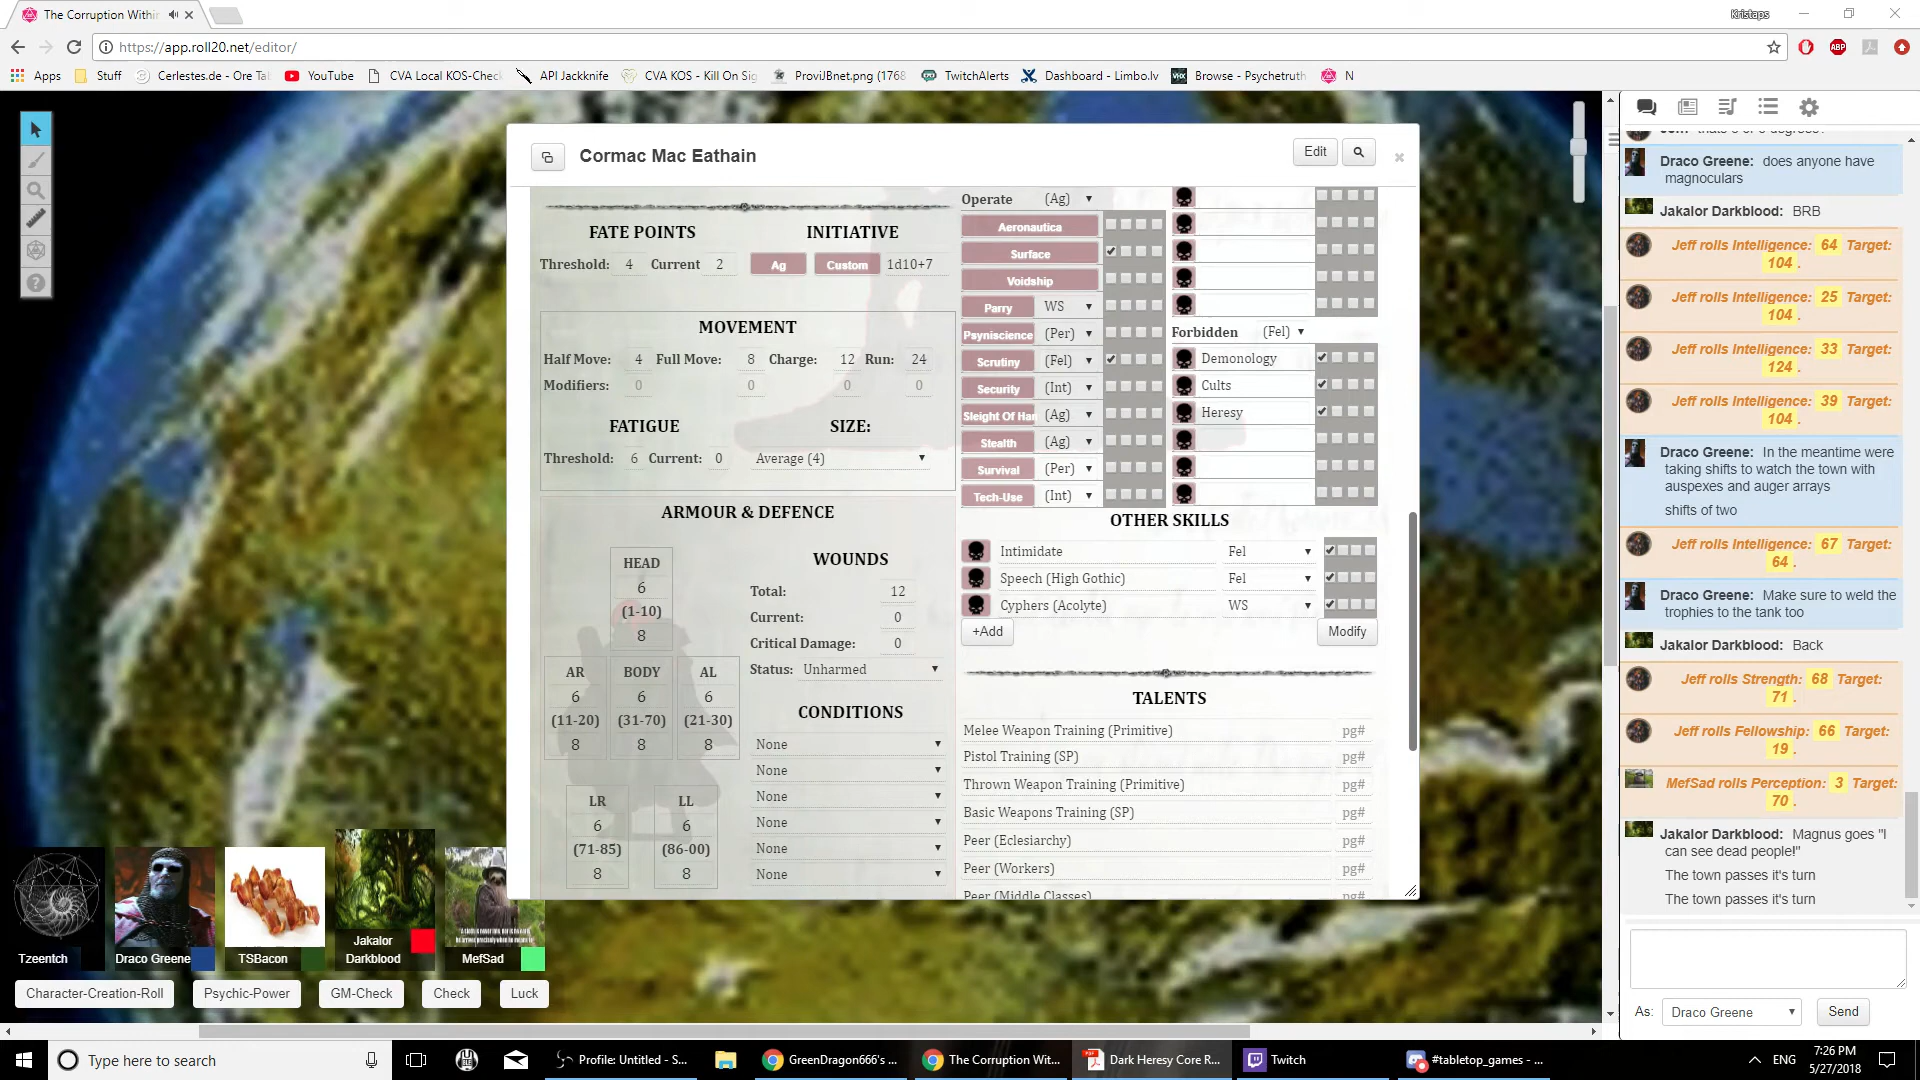 The Corruption Within
Kristaps
https://app.roll20.net/editor/
Apps
Stuff
Cerlestes.de - Ore Ta
YouTube
CVA Local KOS-Chec
API Jackknife
CVA KOS - Kill On Sig
ProviJBnet.png (1768
TwitchAlerts
Dashboard - Limbo.lv
Browse - Psychetruth
N
ABP
Cormac Mac Eathain
Edit
FATE POINTS
INITIATIVE
Threshold: 4 Current 2
Ag
Custom
1d10+7
MOVEMENT
Half Move: 4 Full Move: 8 Charge: 12 Run: 24
Modifiers: 0 0 0 0
FATIGUE
SIZE:
Threshold: 6 Current: 0
Average (4)
ARMOUR & DEFENCE
HEAD
6
(1-10)
8
AR BODY AL
6 6 6
(11-20) (31-70) (21-30)
8 8 8
LR LL
6 6
(71-85) (86-00)
8 8
WOUNDS
Total: 12
Current: 0
Critical Damage: 0
Status: Unharmed
CONDITIONS
None
None
None
None
None
None
Operate (Ag)
Aeronautica
Surface
Voidship
Parry WS
Psyniscience (Per)
Scrutiny (Fel)
Security (Int)
Sleight Of Han (Ag)
Stealth (Ag)
Survival (Per)
Tech-Use (Int)
Forbidden (Fel)
Demonology
Cults
Heresy
OTHER SKILLS
Intimidate Fel
Speech (High Gothic) Fel
Cyphers (Acolyte) WS
+Add
Modify
TALENTS
Melee Weapon Training (Primitive) pg#
Pistol Training (SP) pg#
Thrown Weapon Training (Primitive) pg#
Basic Weapons Training (SP) pg#
Peer (Eclesiarchy) pg#
Peer (Workers) pg#
Peer (Middle Classes) pg#
Draco Greene: does anyone have
magnoculars
Jakalor Darkblood: BRB
Jeff rolls Intelligence: 64 Target:
104 .
Jeff rolls Intelligence: 25 Target:
104 .
Jeff rolls Intelligence: 33 Target:
124 .
Jeff rolls Intelligence: 39 Target:
104 .
Draco Greene: In the meantime were
taking shifts to watch the town with
auspexes and auger arrays
shifts of two
Jeff rolls Intelligence: 67 Target:
64 .
Draco Greene: Make sure to weld the
trophies to the tank too
Jakalor Darkblood: Back
Jeff rolls Strength: 68 Target:
71 .
Jeff rolls Fellowship: 66 Target:
19 .
MefSad rolls Perception: 3 Target:
70 .
Jakalor Darkblood: Magnus goes "I
can see dead people!"
The town passes it's turn
The town passes it's turn
As: Draco Greene
Send
Tzeentch
Draco Greene
TSBacon
Jakalor
Darkblood
MefSad
Character-Creation-Roll
Psychic-Power
GM-Check
Check
Luck
Type here to search
Profile: Untitled - S...
GreenDragon666's ...
The Corruption Wit...
Dark Heresy Core R...
Twitch
#tabletop_games - ...
ENG
7:26 PM
5/27/2018